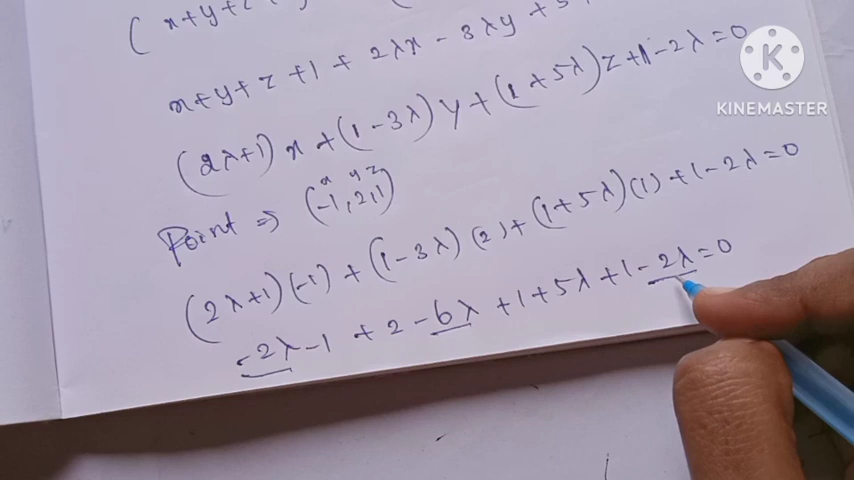 (x+y+z
x+y+z+1+2λx-3λy+5
(2λ+1)x+(1-3λ)y+(1+5λ)z+1-2λ=0
x y z
Point ⇒ (-1,2,1)
(2λ+1)(-1)+(1-3λ)(2)+(1+5λ)(1)+1-2λ=0
-2λ-1+2-6λ+1+5λ+1-2λ=0
K
KINEMASTER